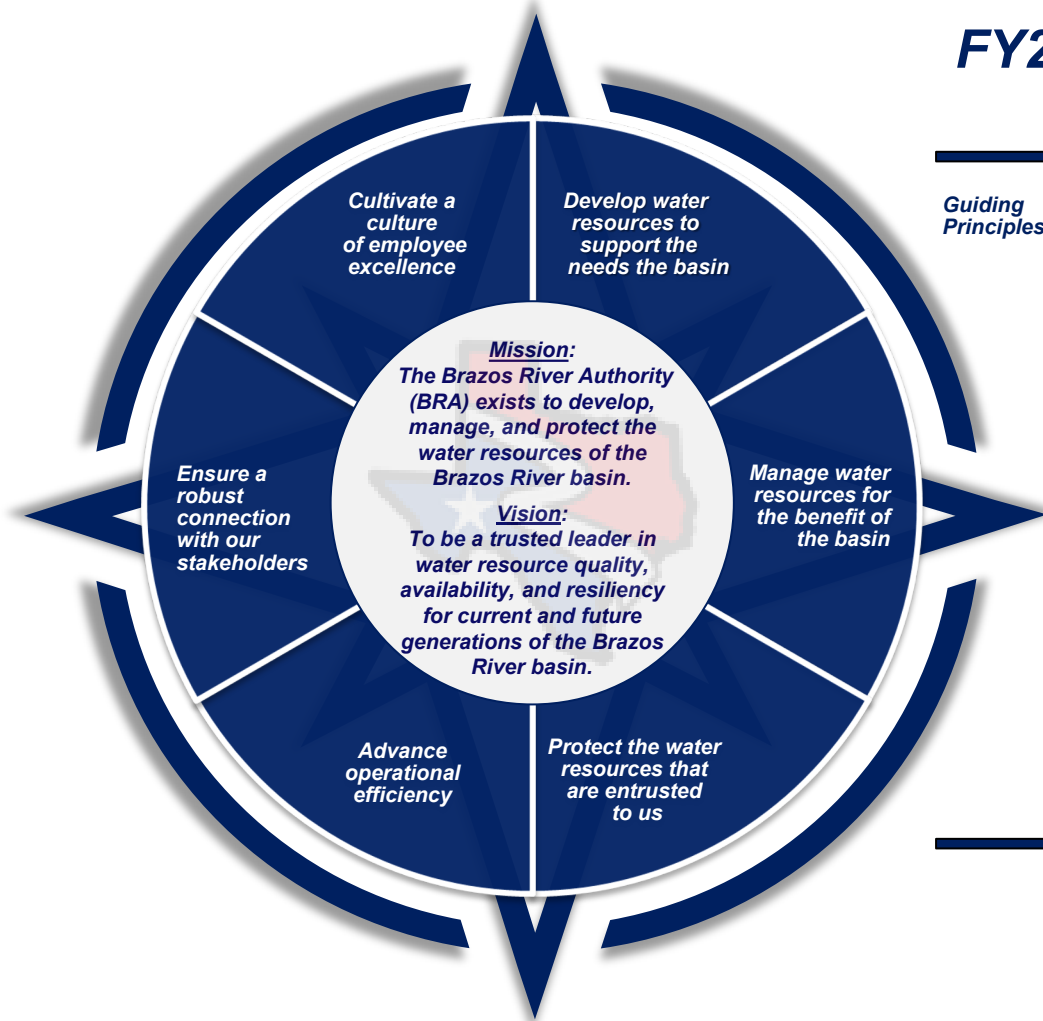 FY2
Guiding
Principles
Cultivate a
culture
of employee
excellence
Develop water
resources to
support the
needs the basin
Mission:
The Brazos River Authority
(BRA) exists to develop,
manage, and protect the
water resources of the
Brazos River basin.
Vision:
To be a trusted leader in
water resource quality,
availability, and resiliency
for current and future
generations of the Brazos
River basin.
Ensure a
robust
connection
with our
stakeholders
Manage water
resources for
the benefit of
the basin
Advance
operational
efficiency
Protect the water
resources that
are entrusted
to us